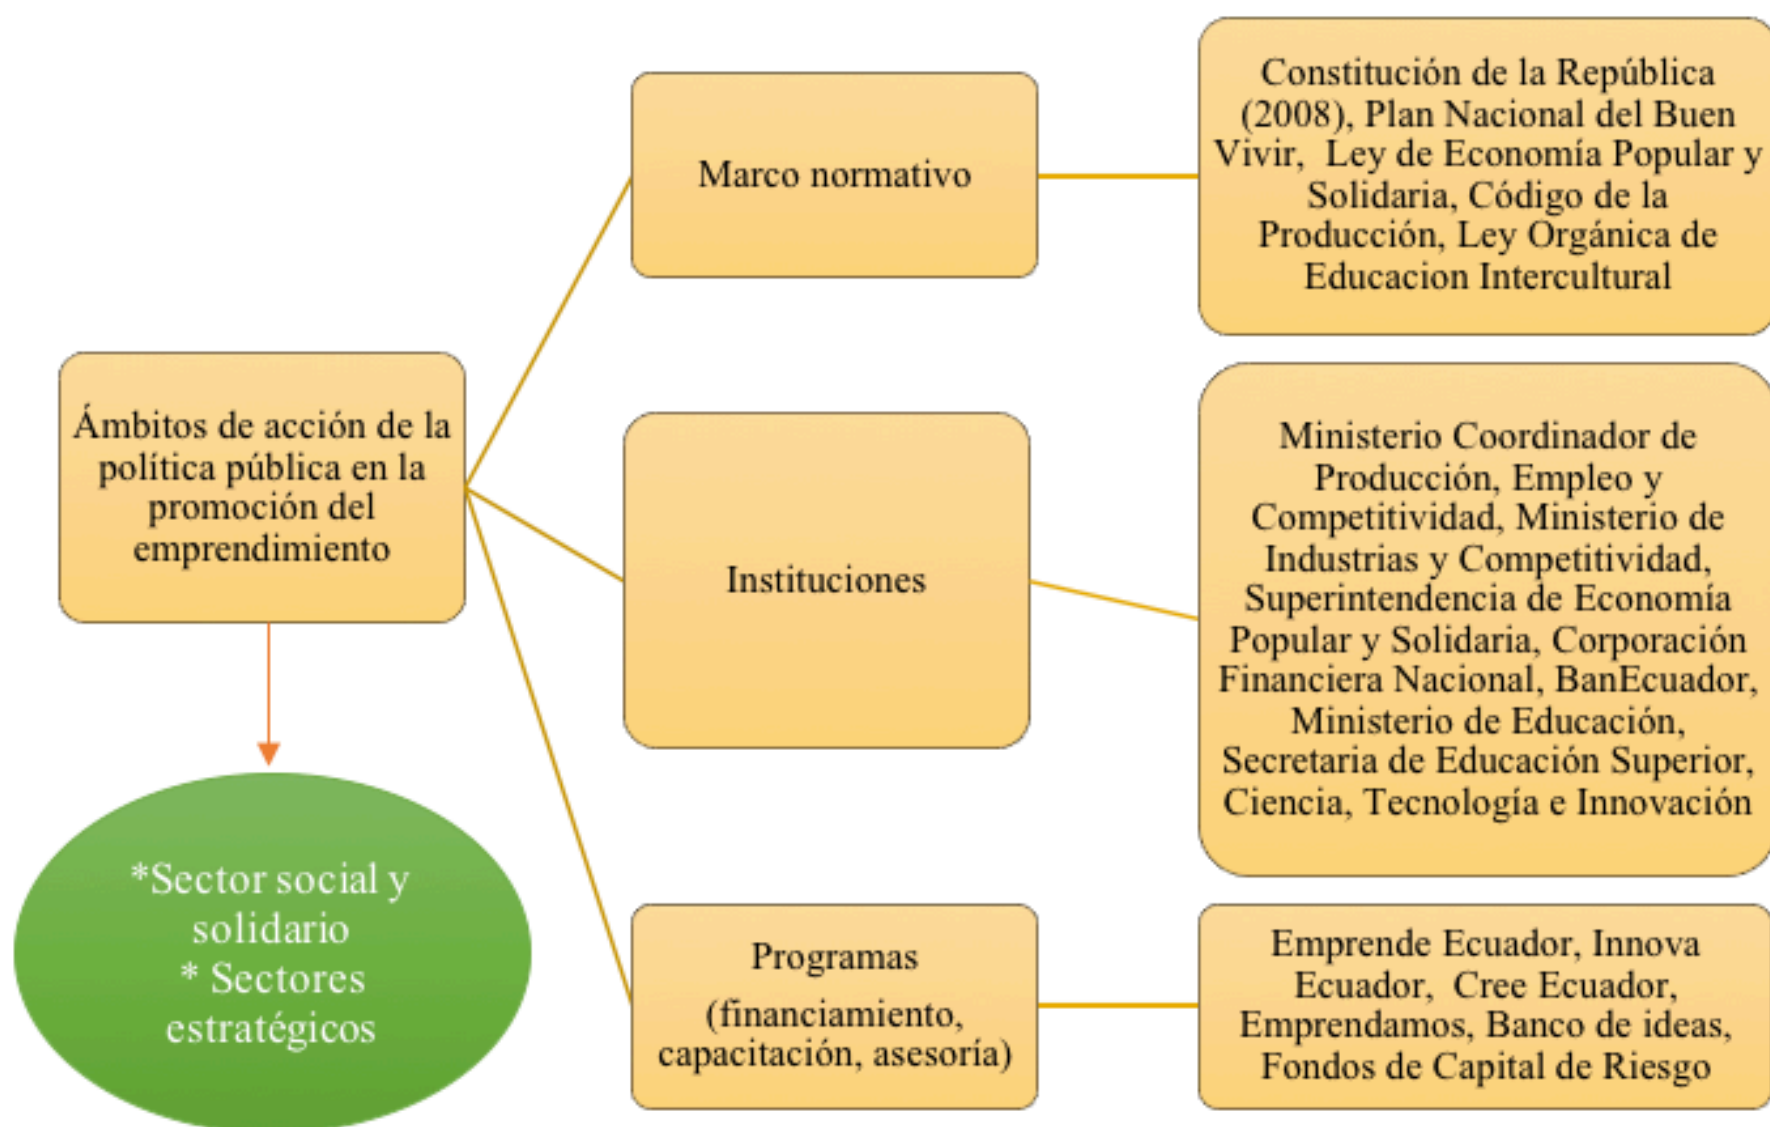 Ámbitos de acción de la
política pública en la
promoción del
emprendimiento
*Sector social y
solidario
* Sectores
estratégicos
Marco normativo
Constitución de la República
(2008), Plan Nacional del Buen
Vivir, Ley de Economía Popular y
Solidaria, Código de la
Producción, Ley Orgánica de
Educacion Intercultural
Instituciones
Ministerio Coordinador de
Producción, Empleo y
Competitividad, Ministerio de
Industrias y Competitividad,
Superintendencia de Economía
Popular y Solidaria, Corporación
Financiera Nacional, BanEcuador,
Ministerio de Educación,
Secretaria de Educación Superior,
Ciencia, Tecnología e Innovación
Programas
(financiamiento,
capacitación, asesoría)
Emprende Ecuador, Innova
Ecuador, Cree Ecuador,
Emprendamos, Banco de ideas,
Fondos de Capital de Riesgo